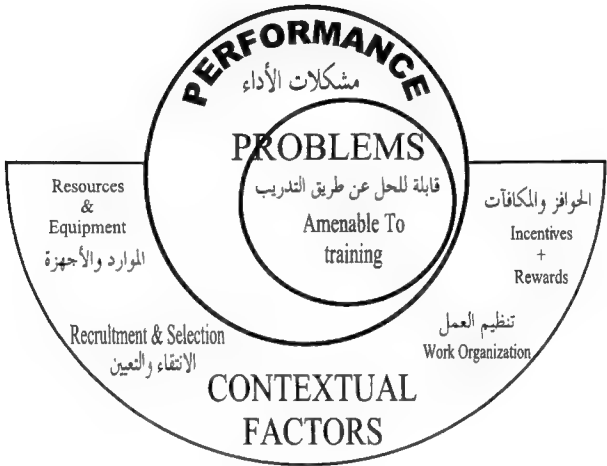 PERFORMANCE
مشكلات الأداء
PROBLEMS
قابلة للحل عن طريق التدريب
Amenable To
training
Resources
&
Equipment
الموارد والأجهزة
Recruitment & Selection
الانتقاء والتعين
الحوافز والمكافآت
Incentives
+
Rewards
تنظيم العمل
Work Organization
CONTEXTUAL
FACTORS